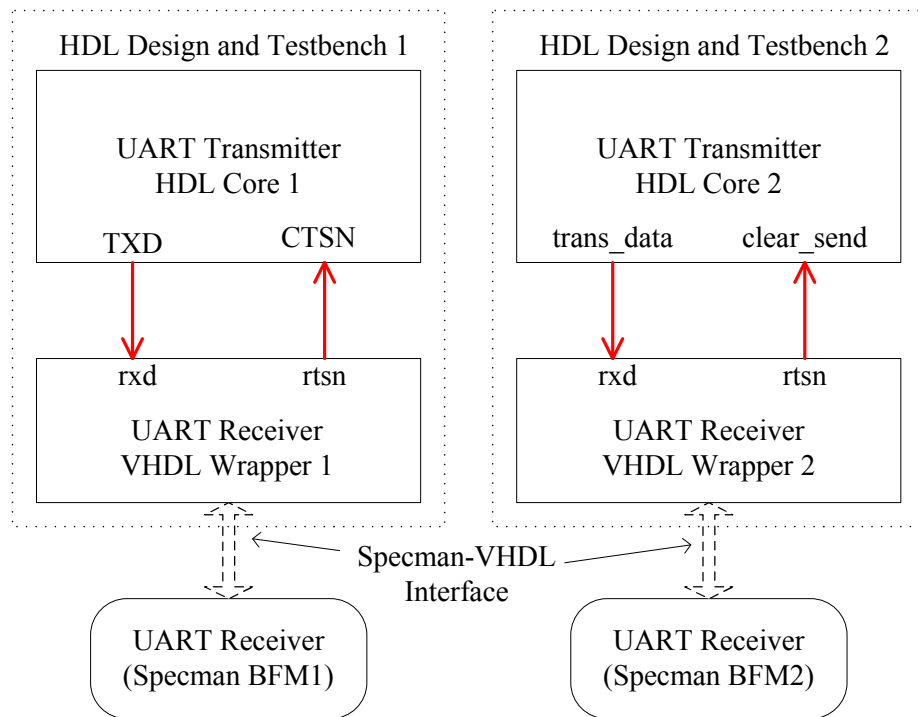 HDL Design and Testbench 1
UART Transmitter
HDL Core 1
TXD
CTSN
rxd
rtsn
UART Receiver
VHDL Wrapper 1
HDL Design and Testbench 2
UART Transmitter
HDL Core 2
trans_data
clear_send
rxd
rtsn
UART Receiver
VHDL Wrapper 2
Specman-VHDL
Interface
UART Receiver
(Specman BFM1)
UART Receiver
(Specman BFM2)